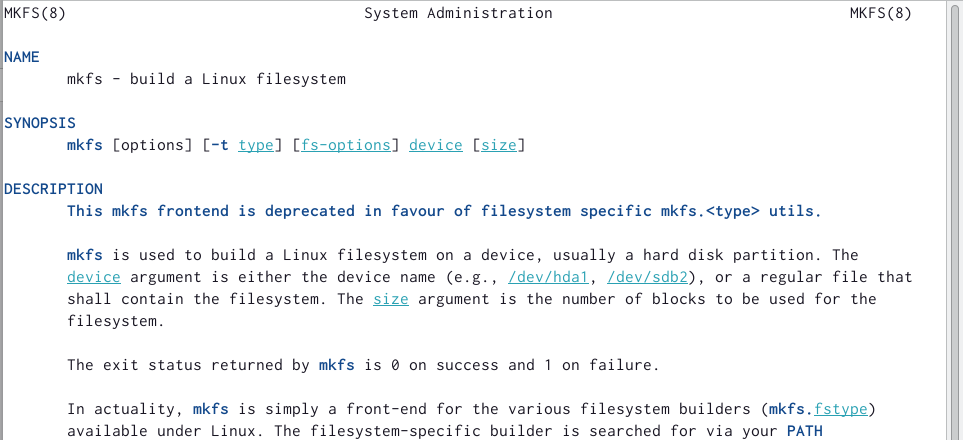 MKFS(8) System Administration MKFS(8)
NAME
mkfs - build a Linux filesystem
SYNOPSIS
mkfs [options] [-t type] [fs-options] device [size]
DESCRIPTION
This mkfs frontend is deprecated in favour of filesystem specific mkfs.<type> utils.
mkfs is used to build a Linux filesystem on a device, usually a hard disk partition. The
device argument is either the device name (e.g., /dev/hda1, /dev/sdb2), or a regular file that
shall contain the filesystem. The size argument is the number of blocks to be used for the
filesystem.
The exit status returned by mkfs is 0 on success and 1 on failure.
In actuality, mkfs is simply a front-end for the various filesystem builders (mkfs.fstype)
available under Linux. The filesystem-specific builder is searched for via your PATH